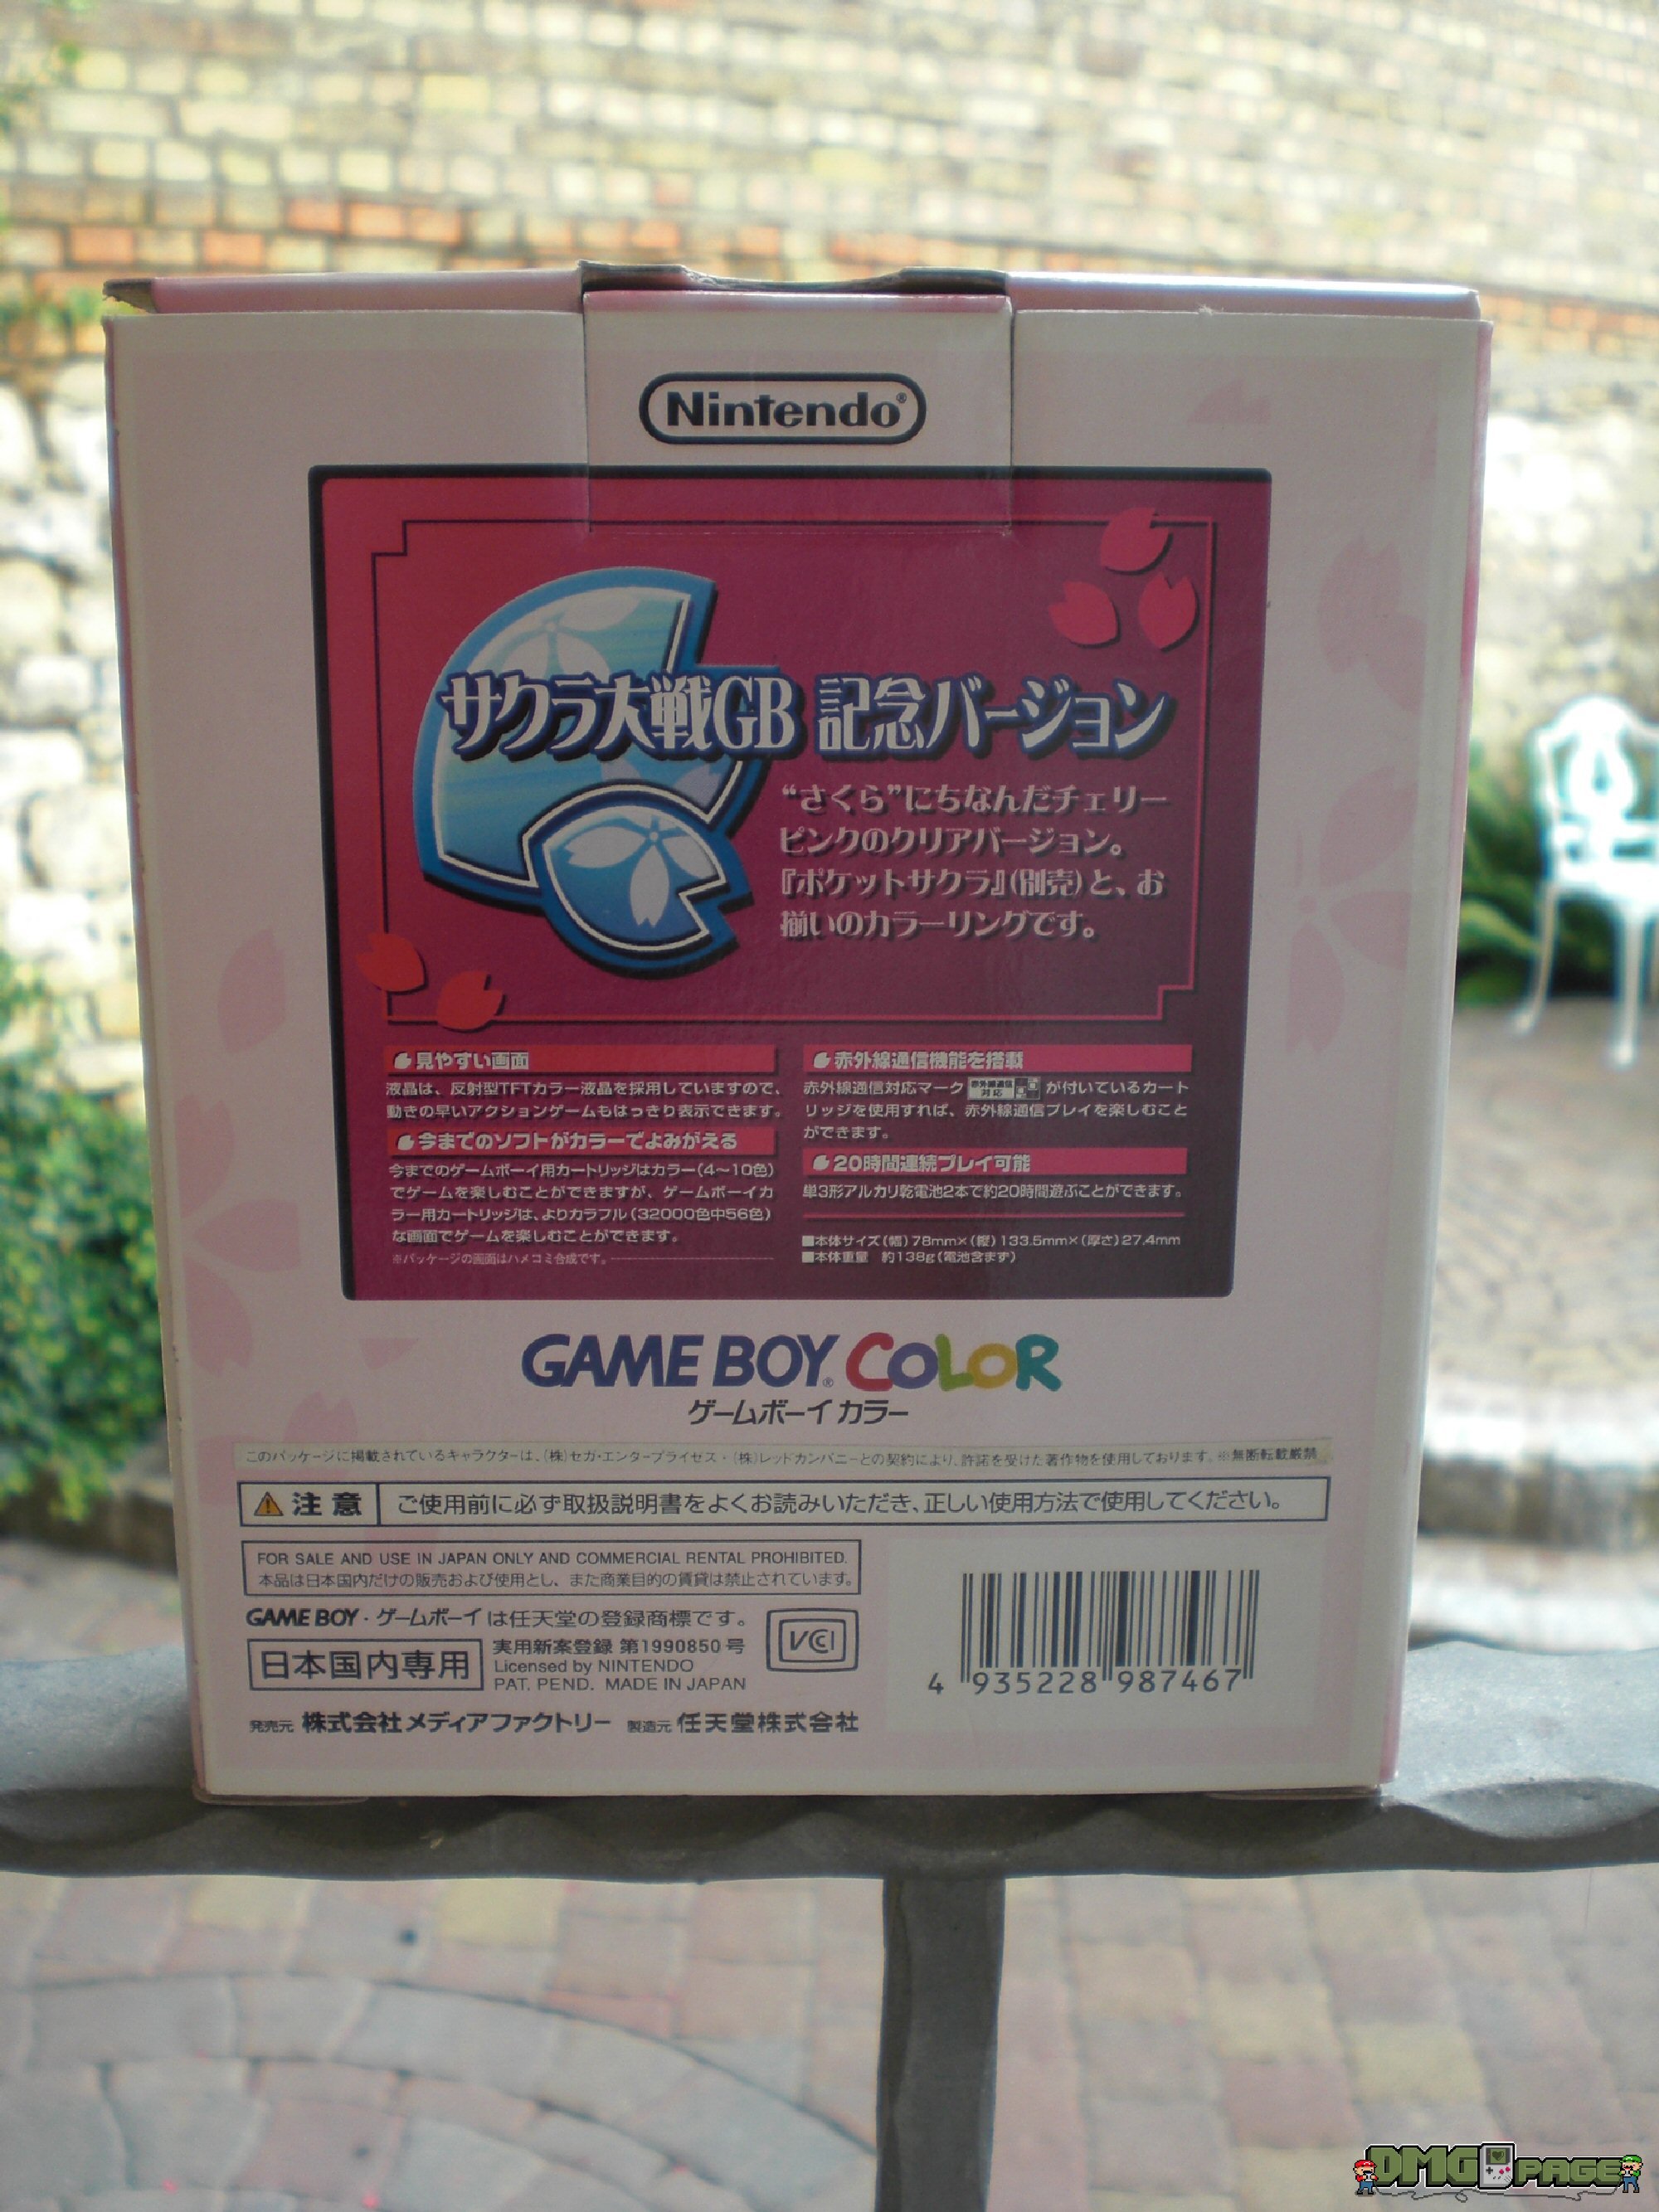 Nintendo®
サクラ大戦GB 記念バージョン
“さくら”にちなんだチェリー
ピンクのクリアバージョン。
『ポケットサクラ』(別売)と、お
揃いのカラーリングです。
見やすい画面
液晶は、反射型TFTカラー液晶を採用していますので、
動きの早いアクションゲームもはっきり表示できます。
今までのソフトがカラーでよみがえる
今までのゲームボーイ用カートリッジはカラー(4〜10色)
でゲームを楽しむことができますが、ゲームボーイカ
ラー用カートリッジは、よりカラフル(32000色中56色)
な画面でゲームを楽しむことができます。
※パッケージの画面はハメコミ合成です。
赤外線通信機能を搭載
赤外線通信対応マーク 赤外線通信 対応 が付いているカート
リッジを使用すれば、赤外線通信プレイを楽しむこと
ができます。
20時間連続プレイ可能
単3形アルカリ乾電池2本で約20時間遊ぶことができます。
■本体サイズ(幅)78mm×(縦)133.5mm×(厚さ)27.4mm
■本体重量 約138g(電池含まず)
GAME BOY® COLOR
ゲームボーイ カラー
このパッケージに掲載されているキャラクターは、(株)セガ・エンタープライゼス・(株)レッドカンパニーとの契約により、許諾を受けた著作物を使用しております。※無断転載厳禁
注意 ご使用前に必ず取扱説明書をよくお読みいただき、正しい使用方法で使用してください。
FOR SALE AND USE IN JAPAN ONLY AND COMMERCIAL RENTAL PROHIBITED.
本品は日本国内だけの販売および使用とし、また商業目的の賃貸は禁止されています。
GAME BOY・ゲームボーイは任天堂の登録商標です。
日本国内専用
実用新案登録 第1990850号
Licensed by NINTENDO
PAT. PEND. MADE IN JAPAN
VCI
発売元 株式会社メディアファクトリー 製造元 任天堂株式会社
4 935228 987467
DMG PAGE